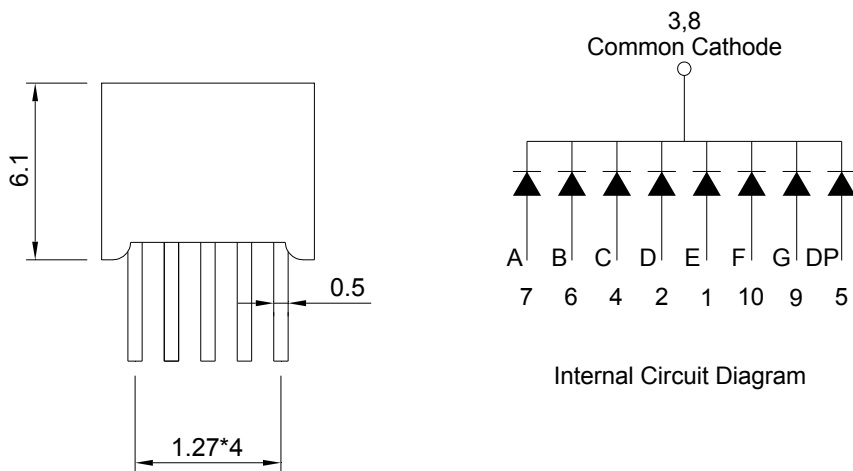 3,8
Common Cathode
6.1
0.5
1.27*4
A B C D E F G DP
7 6 4 2 1 10 9 5
Internal Circuit Diagram